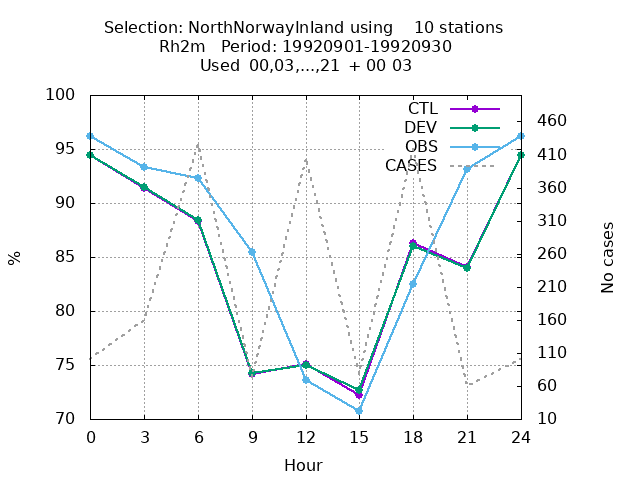 Selection: NorthNorwayInland using    10 stations
Rh2m   Period: 19920901-19920930
Used  00,03,...,21  + 00 03
100
95
90
85
80
75
70
%
CTL
DEV
OBS
CASES
460
410
360
310
260
210
160
110
60
10
No cases
0 3 6 9 12 15 18 21 24
Hour